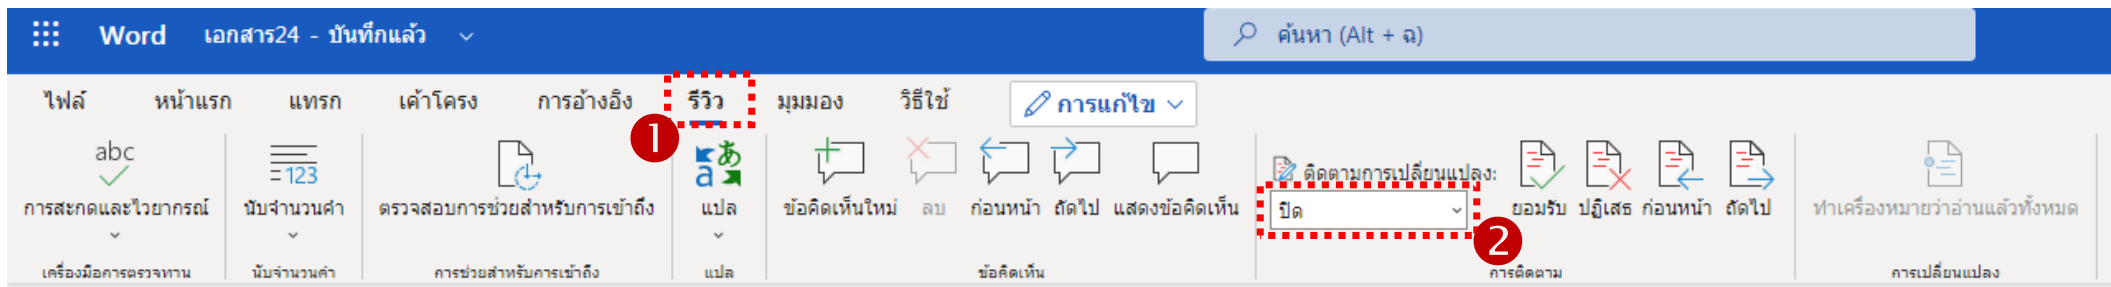 Word เอกสาร24 - บันทึกแล้ว
ค้นหา (Alt + ฉ)
ไฟล์ หน้าแรก แทรก เค้าโครง การอ้างอิง รีวิว มุมมอง วิธีใช้ การแก้ไข
1
abc
123
a あ
ติดตามการเปลี่ยนแปลง:
การสะกดและไวยากรณ์ นับจำนวนคำ ตรวจสอบการช่วยสำหรับการเข้าถึง แปล ข้อคิดเห็นใหม่ ลบ ก่อนหน้า ถัดไป แสดงข้อคิดเห็น ปิด ยอมรับ ปฏิเสธ ก่อนหน้า ถัดไป ทำเครื่องหมายว่าอ่านแล้วทั้งหมด
2
เครื่องมือการตรวจทาน นับจำนวนคำ การช่วยสำหรับการเข้าถึง แปล ข้อคิดเห็น การติดตาม การเปลี่ยนแปลง